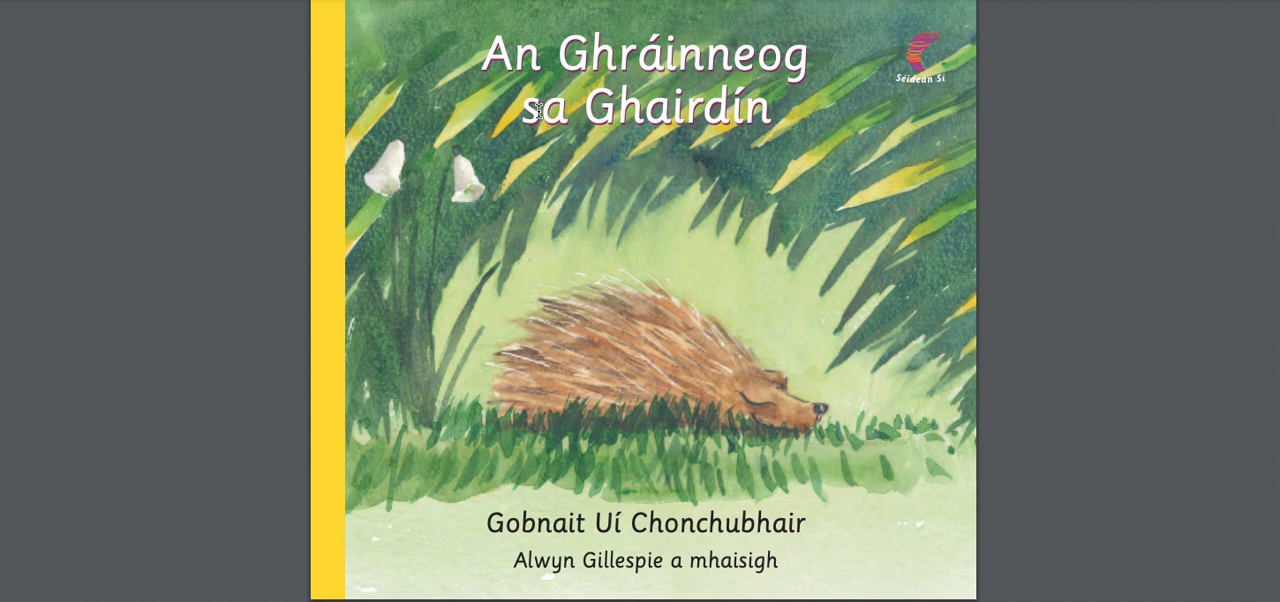 An Ghráinneog
sa Ghairdín
Séideán Sí
Gobnait Uí Chonchubhair
Alwyn Gillespie a mhaisigh